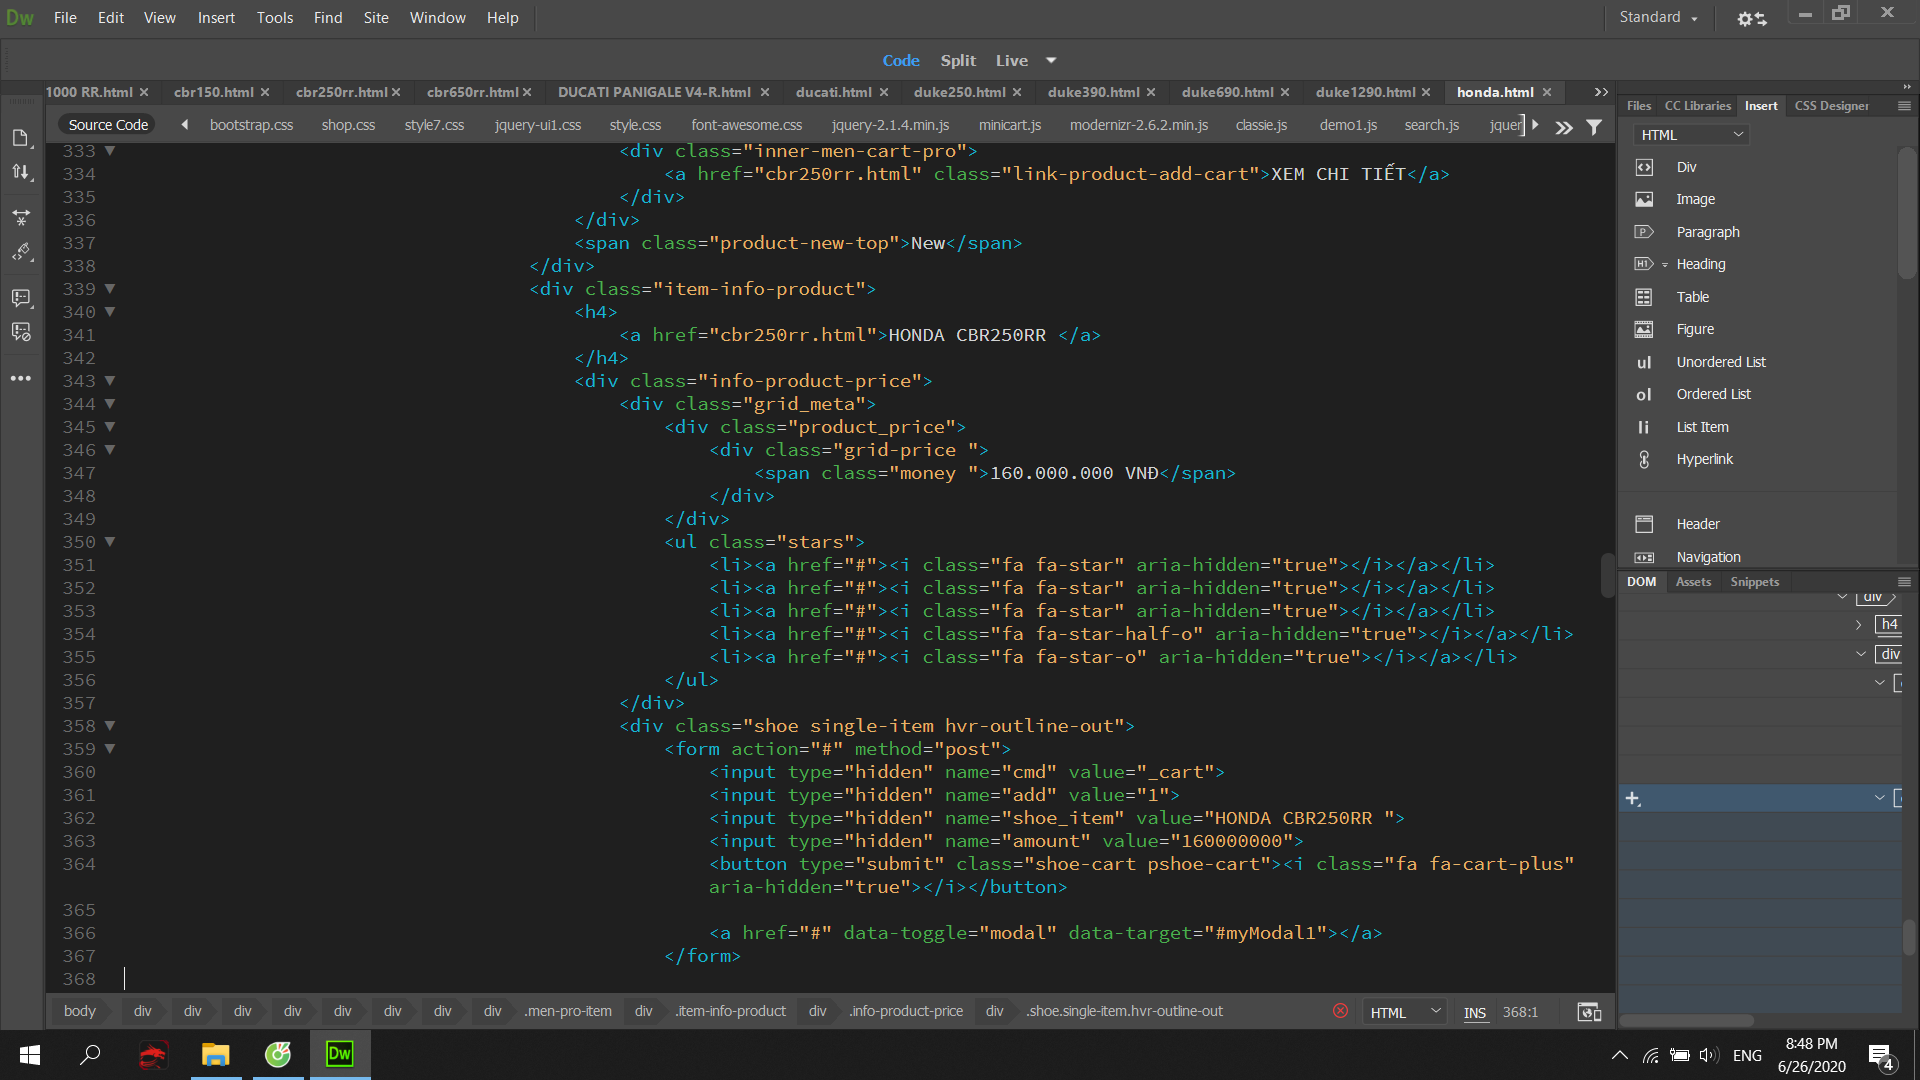 Dw File Edit View Insert Tools Find Site Window Help Standard
Code Split Live
1000 RR.html cbr150.html cbr250rr.html cbr650rr.html DUCATI PANIGALE V4-R.html ducati.html duke250.html duke390.html duke690.html duke1290.html honda.html
Source Code bootstrap.css shop.css style7.css jquery-ui1.css style.css font-awesome.css jquery-2.1.4.min.js minicart.js modernizr-2.6.2.min.js classie.js demo1.js search.js jquer
333 <div class="inner-men-cart-pro">
334 <a href="cbr250rr.html" class="link-product-add-cart">XEM CHI TIẾT</a>
335 </div>
336 </div>
337 <span class="product-new-top">New</span>
338 </div>
339 <div class="item-info-product">
340 <h4>
341 <a href="cbr250rr.html">HONDA CBR250RR </a>
342 </h4>
343 <div class="info-product-price">
344 <div class="grid_meta">
345 <div class="product_price">
346 <div class="grid-price ">
347 <span class="money ">160.000.000 VNĐ</span>
348 </div>
349 </div>
350 <ul class="stars">
351 <li><a href="#"><i class="fa fa-star" aria-hidden="true"></i></a></li>
352 <li><a href="#"><i class="fa fa-star" aria-hidden="true"></i></a></li>
353 <li><a href="#"><i class="fa fa-star" aria-hidden="true"></i></a></li>
354 <li><a href="#"><i class="fa fa-star-half-o" aria-hidden="true"></i></a></li>
355 <li><a href="#"><i class="fa fa-star-o" aria-hidden="true"></i></a></li>
356 </ul>
357 </div>
358 <div class="shoe single-item hvr-outline-out">
359 <form action="#" method="post">
360 <input type="hidden" name="cmd" value="_cart">
361 <input type="hidden" name="add" value="1">
362 <input type="hidden" name="shoe_item" value="HONDA CBR250RR ">
363 <input type="hidden" name="amount" value="160000000">
364 <button type="submit" class="shoe-cart pshoe-cart"><i class="fa fa-cart-plus"
aria-hidden="true"></i></button>
365
366 <a href="#" data-toggle="modal" data-target="#myModal1"></a>
367 </form>
368
body div div div div div div div div .men-pro-item div .item-info-product div .info-product-price div .shoe.single-item.hvr-outline-out HTML INS 368:1
Files CC Libraries Insert CSS Designer
HTML
Div
Image
Paragraph
H1 Heading
Table
Figure
ul Unordered List
ol Ordered List
li List Item
Hyperlink
Header
Navigation
DOM Assets Snippets
div
h4
div
Dw ENG
8:48 PM
6/26/2020
4